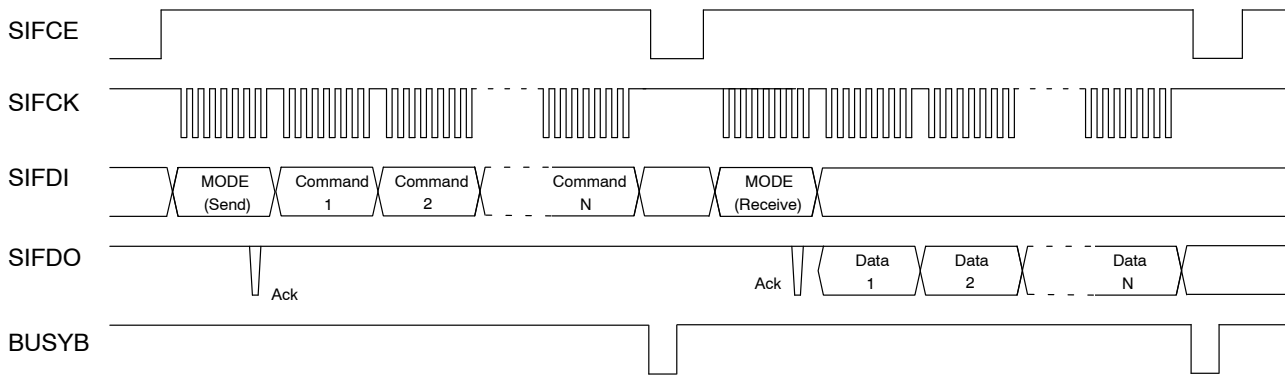 SIFCE
SIFCK
SIFDI
MODE
(Send)
Command
1
Command
2
Command
N
MODE
(Receive)
SIFDO
Ack
Ack
Data
1
Data
2
Data
N
BUSYB